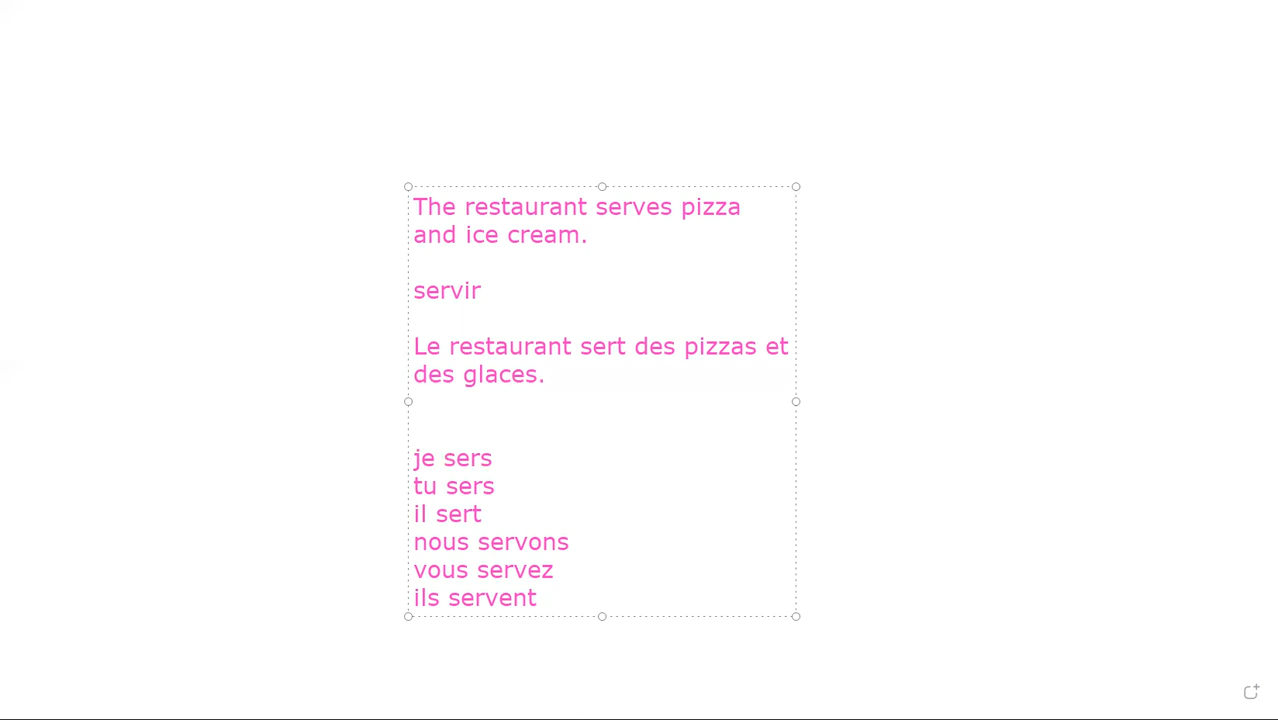 The restaurant serves pizza
and ice cream.
servir
Le restaurant sert des pizzas et
des glaces.
je sers
tu sers
il sert
nous servons
vous servez
ils servent